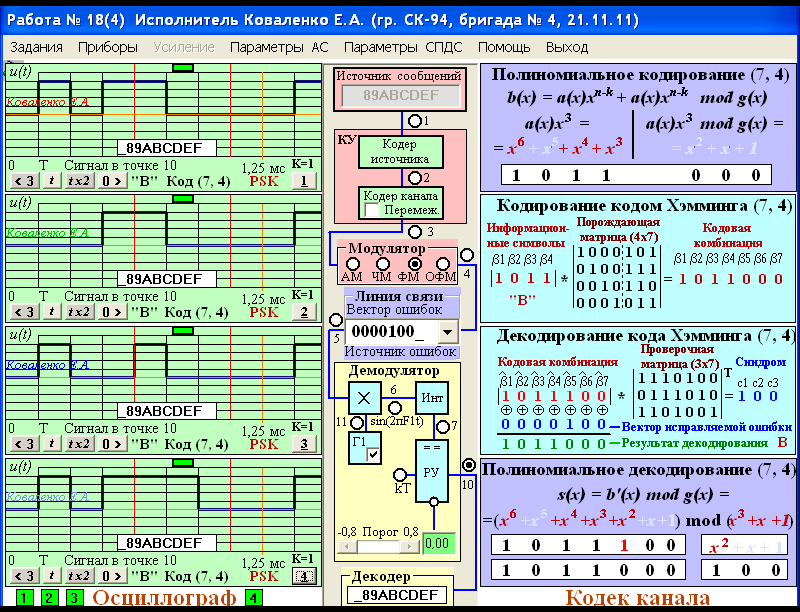 Работа № 18(4) Исполнитель Коваленко Е.А. (гр. СК-94, бригада № 4, 21.11.11)
Задания Приборы Усиление Параметры АС Параметры СПДС Помощь Выход
u(t)
Коваленко Е.А
_89ABCDEF
0 T Сигнал в точке 10 1,25 мс K=1
< 3 t tx2 0 > "B" Код (7, 4) PSK 1
u(t)
Коваленко Е.А
_89ABCDEF
0 T Сигнал в точке 10 1,25 мс K=1
< 3 t tx2 0 > "B" Код (7, 4) PSK 2
u(t)
Коваленко Е.А
_89ABCDEF
0 T Сигнал в точке 10 1,25 мс K=1
< 3 t tx2 0 > "B" Код (7, 4) PSK 3
u(t)
Коваленко Е.А
_89ABCDEF
0 T Сигнал в точке 10 1,25 мс K=1
< 3 t tx2 0 > "B" Код (7, 4) PSK 4
1 2 3 Осциллограф 4
Источник сообщений
_89ABCDEF
1
КУ
Кодер
источника
2
Кодер канала
Перемеж.
3
Модулятор
АМ ЧМ ФМ ОФМ
4
Линия связи
Вектор ошибок
0000100_
5
Источник ошибок
Демодулятор
X 6 Инт
sin(2πF1t)
11 7
Г1
= =
РУ
kT
10
-0,8 Порог 0,8
0,00
Декодер
_89ABCDEF
Полиномиальное кодирование (7, 4)
b(x) = a(x)x^n-k + a(x)x^n-k mod g(x)
a(x)x^3 = a(x)x^3 mod g(x) =
= x^6 + x^5 + x^4 + x^3 = x^2 + x + 1
1 0 1 1 0 0 0
Кодирование кодом Хэмминга (7, 4)
Информацион-
ные символы
Порождающая
матрица (4x7)
Кодовая
комбинация
β1 β2 β3 β4 β1 β2 β3 β4 β5 β6 β7
1 0 0 0 1 0 1
0 1 0 0 1 1 1
| 1 0 1 1 | * 0 0 1 0 1 1 0 = 1 0 1 1 0 0 0
"B" 0 0 0 1 0 1 1
Декодирование кода Хэмминга (7, 4)
Кодовая комбинация
Проверочная
матрица (3x7)
Синдром
β1 β2 β3 β4 β5 β6 β7 T c1 c2 c3
1 1 1 0 1 0 0
| 1 0 1 1 1 0 0 | * 0 1 1 1 0 1 0 = 1 0 0
1 1 0 1 0 0 1
0 0 0 0 1 0 0 Вектор исправляемой ошибки
1 0 1 1 0 0 0 Результат декодирования B
Полиномиальное декодирование (7, 4)
s(x) = b'(x) mod g(x) =
=(x^6 +x^5 +x^4 +x^3 +x^2 +x+1) mod (x^3 +x +1)
1 0 1 1 1 0 0 x^2 + x + 1
1 0 1 1 0 0 0 1 0 0
Кодек канала